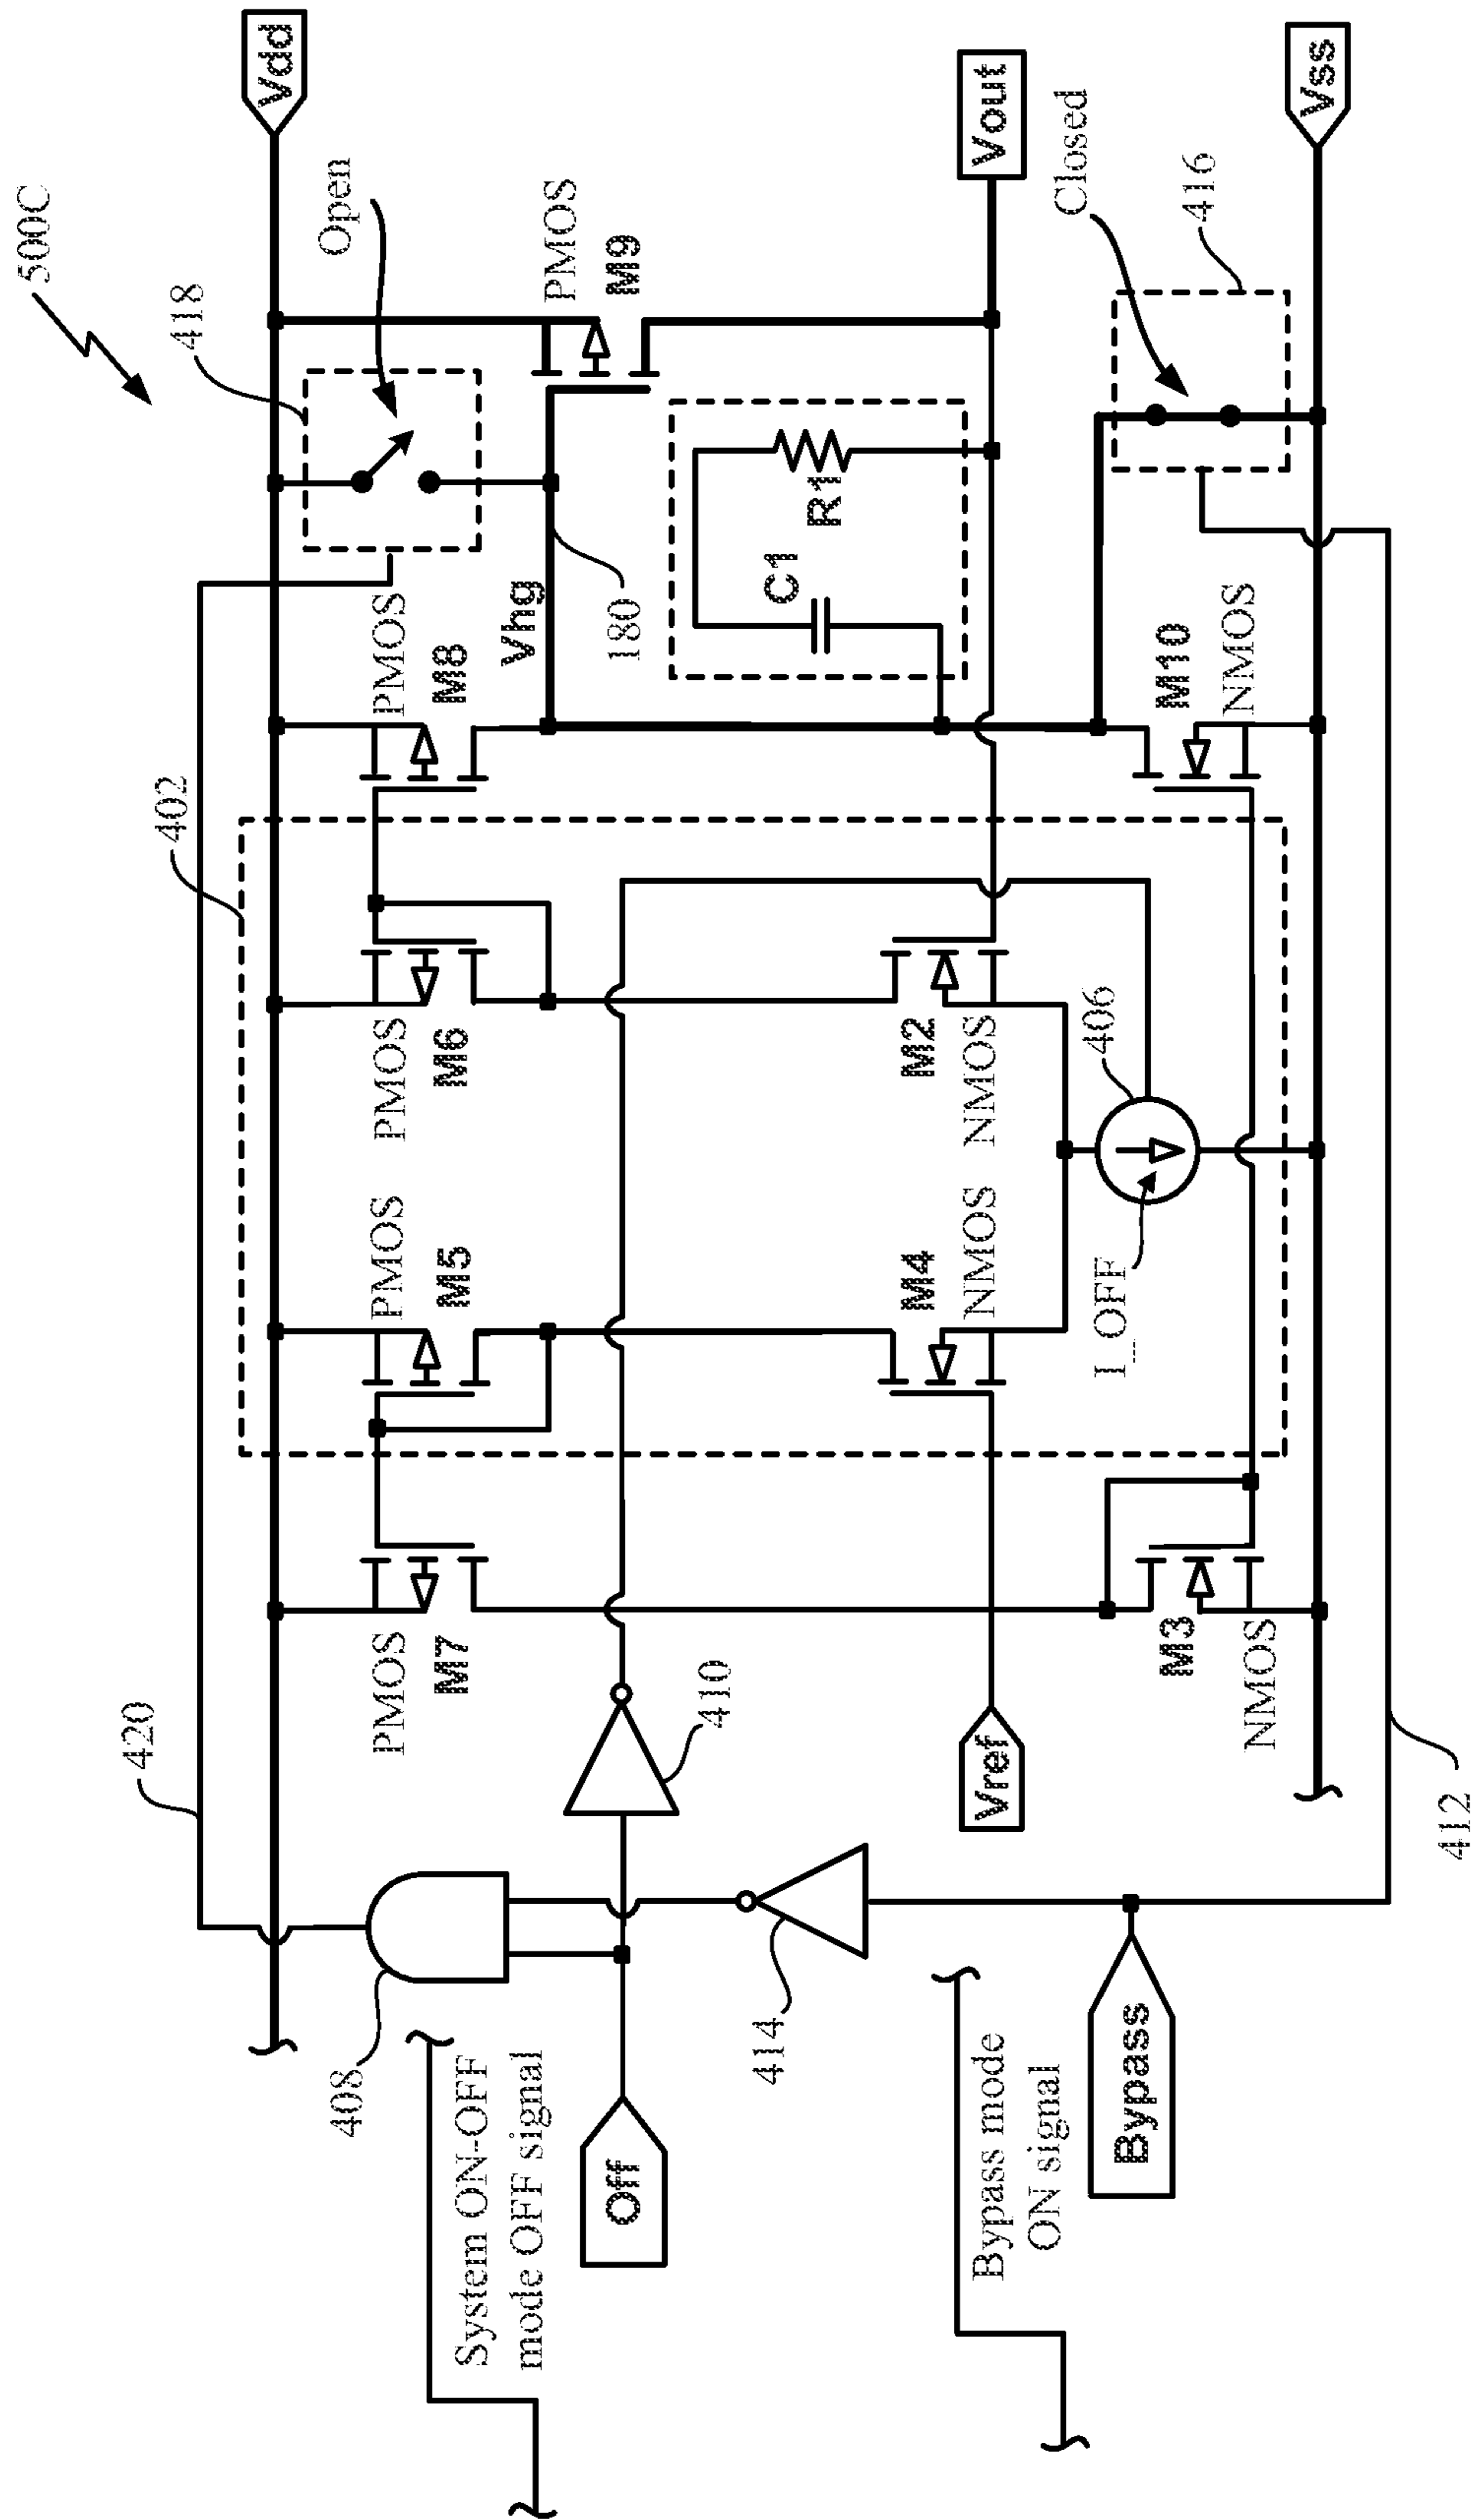 500C
Vdd
418
Open
PMOS
M9
402
PMOS
M8
Vhg
180
C1
R1
Vout
Closed
416
Vss
M10
NMOS
PMOS
M6
M2
NMOS
406
PMOS
M5
M4
NMOS
I_OFF
PMOS
M7
M3
NMOS
420
410
Vref
412
408
414
System ON-OFF
mode OFF signal
Off
Bypass mode
ON signal
Bypass